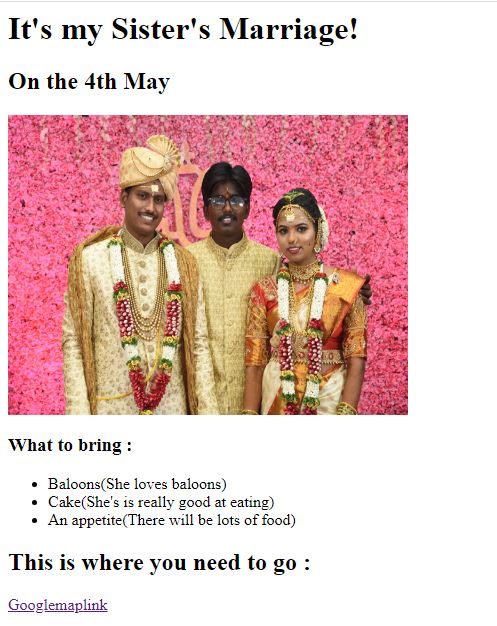 It's my Sister's Marriage!
On the 4th May
What to bring :
Baloons(She loves baloons)
Cake(She's is really good at eating)
An appetite(There will be lots of food)
This is where you need to go :
Googlemaplink